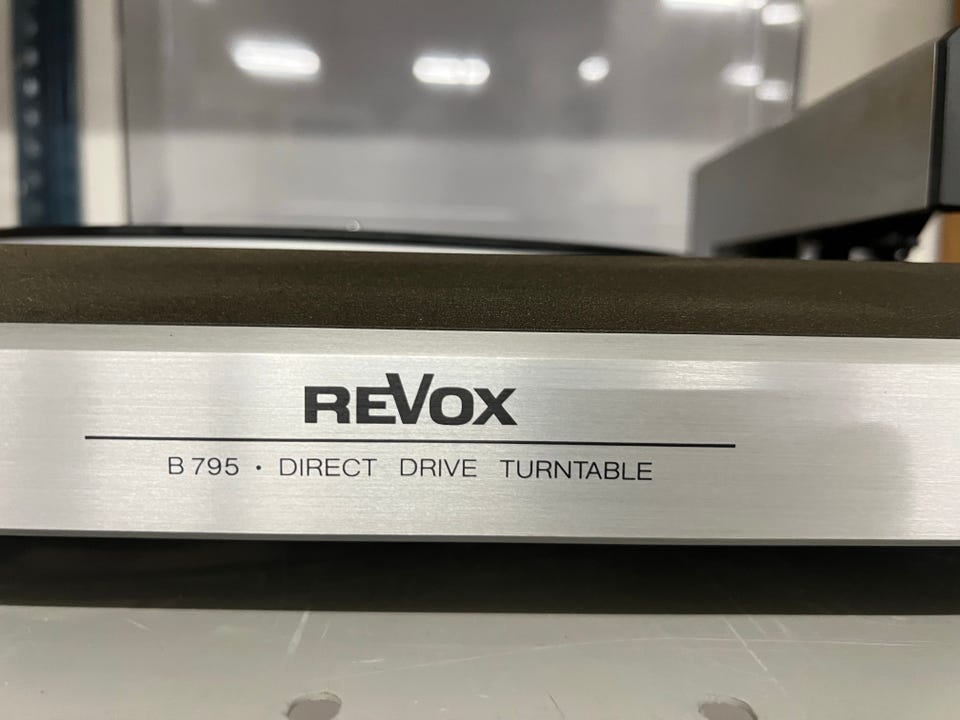 REVOX
B 795 · DIRECT DRIVE TURNTABLE